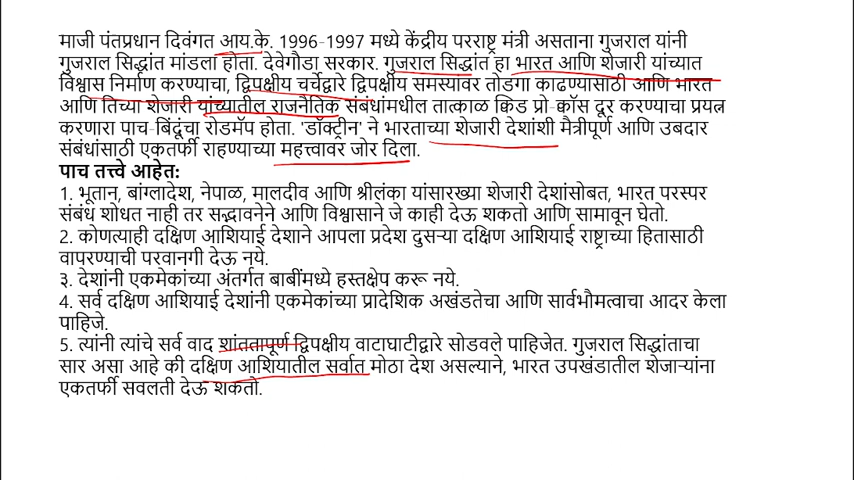 माजी पंतप्रधान दिवंगत आय.के. 1996-1997 मध्ये केंद्रीय परराष्ट्र मंत्री असताना गुजराल यांनी
गुजराल सिद्धांत मांडला होता. देवेगौडा सरकार. गुजराल सिद्धांत हा भारत आणि शेजारी यांच्यात
विश्वास निर्माण करण्याचा, द्विपक्षीय चर्चेद्वारे द्विपक्षीय समस्यांवर तोडगा काढण्यासाठी आणि भारत
आणि तिच्या शेजारी यांच्यातील राजनैतिक संबंधांमधील तात्काळ क्विड प्रो-क्रॉस दूर करण्याचा प्रयत्न
करणारा पाच-बिंदूंचा रोडमॅप होता. 'डॉक्ट्रीन' ने भारताच्या शेजारी देशांशी मैत्रीपूर्ण आणि उबदार
संबंधांसाठी एकतर्फी राहण्याच्या महत्त्वावर जोर दिला.
पाच तत्त्वे आहेत:
1. भूतान, बांग्लादेश, नेपाळ, मालदीव आणि श्रीलंका यांसारख्या शेजारी देशांसोबत, भारत परस्पर
संबंध शोधत नाही तर सद्भावनेने आणि विश्वासाने जे काही देऊ शकतो आणि सामावून घेतो.
2. कोणत्याही दक्षिण आशियाई देशाने आपला प्रदेश दुसऱ्या दक्षिण आशियाई राष्ट्राच्या हितासाठी
वापरण्याची परवानगी देऊ नये.
३. देशांनी एकमेकांच्या अंतर्गत बाबींमध्ये हस्तक्षेप करू नये.
4. सर्व दक्षिण आशियाई देशांनी एकमेकांच्या प्रादेशिक अखंडतेचा आणि सार्वभौमत्वाचा आदर केला
पाहिजे.
5. त्यांनी त्यांचे सर्व वाद शांततापूर्ण द्विपक्षीय वाटाघाटीद्वारे सोडवले पाहिजेत. गुजराल सिद्धांताचा
सार असा आहे की दक्षिण आशियातील सर्वात मोठा देश असल्याने, भारत उपखंडातील शेजाऱ्यांना
एकतर्फी सवलती देऊ शकतो.